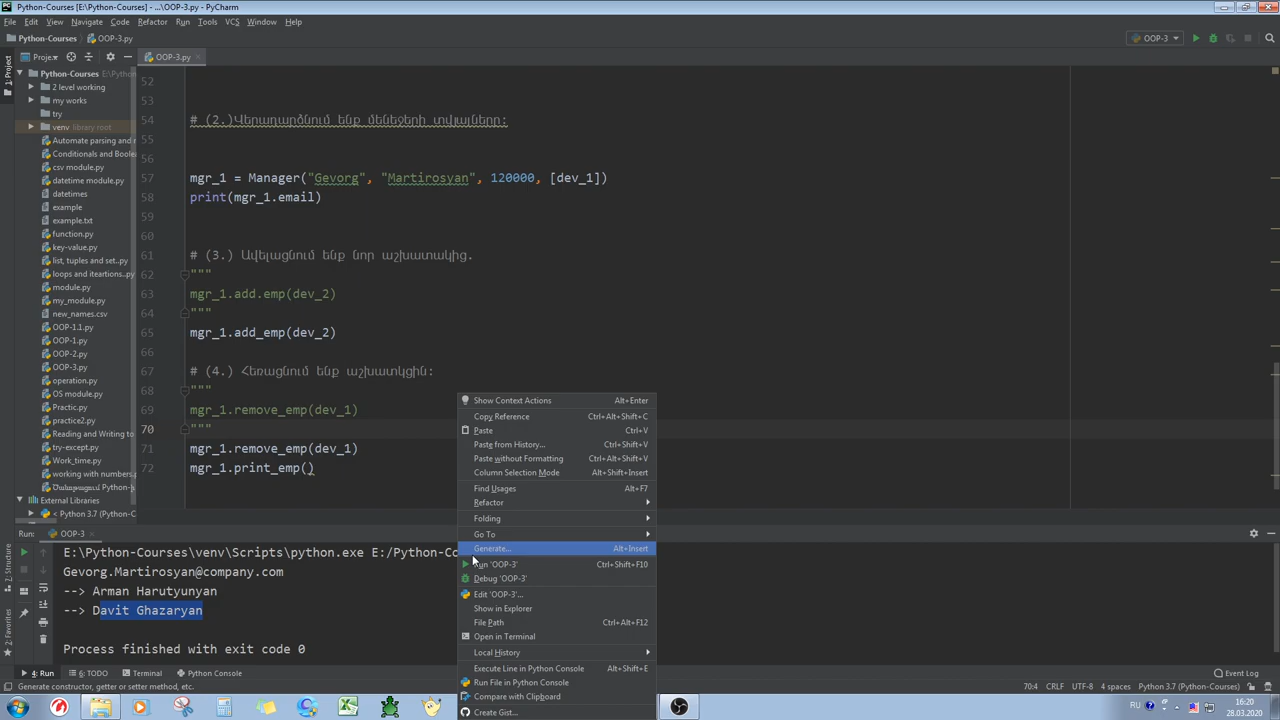 Python-Courses [E:\Python-Courses] - ...\OOP-3.py - PyCharm
File Edit View Navigate Code Refactor Run Tools VCS Window Help
Python-Courses OOP-3.py
OOP-3
1: Project
Proje..
OOP-3.py
Python-Courses E:\Python
2 level working
my works
try
venv library root
Automate parsing and r
Conditionals and Boolea
csv module.py
datetime module.py
datetimes
example
example.txt
function.py
key-value.py
list, tuples and set..py
loops and iteartions..py
module.py
my_module.py
new_names.csv
OOP-1.1.py
OOP-1.py
OOP-2.py
OOP-3.py
operation.py
OS module.py
Practic.py
practice2.py
Reading and Writing to
try-except.py
Work_time.py
working with numbers.p
External Libraries
< Python 3.7 (Python-C
52
53
54 # (2.)Վերադարձնում ենք մենեջերի տվյալները:
55
56
57 mgr_1 = Manager("Gevorg", "Martirosyan", 120000, [dev_1])
58 print(mgr_1.email)
59
60
61 # (3.) Ավելացնում ենք նոր աշխատակից.
62 """
63 mgr_1.add.emp(dev_2)
64 """
65 mgr_1.add_emp(dev_2)
66
67 # (4.) Հեռացնում ենք աշխատկցին:
68 """
69 mgr_1.remove_emp(dev_1)
70 """
71 mgr_1.remove_emp(dev_1)
72 mgr_1.print_emp()
Show Context Actions Alt+Enter
Copy Reference Ctrl+Alt+Shift+C
Paste Ctrl+V
Paste from History... Ctrl+Shift+V
Paste without Formatting Ctrl+Alt+Shift+V
Column Selection Mode Alt+Shift+Insert
Find Usages Alt+F7
Refactor
Folding
Go To
Generate... Alt+Insert
Run 'OOP-3' Ctrl+Shift+F10
Debug 'OOP-3'
Edit 'OOP-3'...
Show in Explorer
File Path Ctrl+Alt+F12
Open in Terminal
Local History
Execute Line in Python Console Alt+Shift+E
Run File in Python Console
Compare with Clipboard
Create Gist...
Run: OOP-3
E:\Python-Courses\venv\Scripts\python.exe E:/Python-Co
Gevorg.Martirosyan@company.com
--> Arman Harutyunyan
--> Davit Ghazaryan
Process finished with exit code 0
7: Structure
2: Favorites
4: Run 6: TODO Terminal Python Console Event Log
Generate constructor, getter or setter method, etc.
70:4 CRLF UTF-8 4 spaces Python 3.7 (Python-Courses)
RU 16:20
28.03.2020